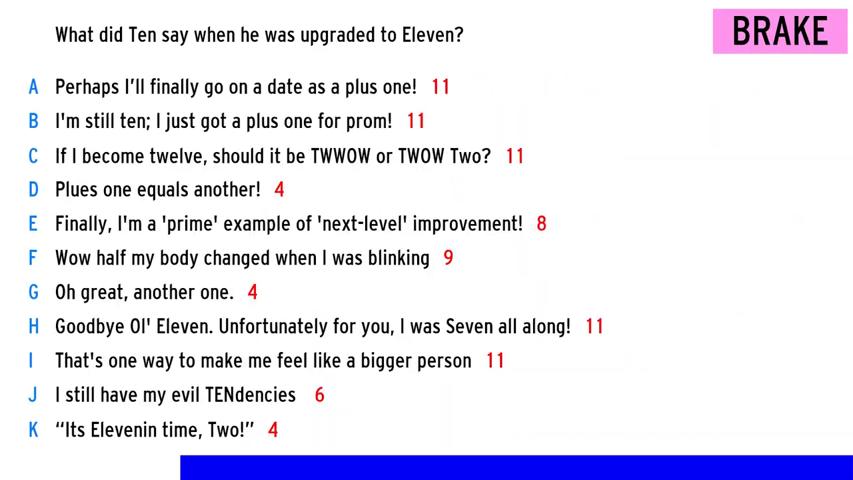 What did Ten say when he was upgraded to Eleven?
BRAKE
A Perhaps I'll finally go on a date as a plus one! 11
B I'm still ten; I just got a plus one for prom! 11
C If I become twelve, should it be TWWOW or TWOW Two? 11
D Plues one equals another! 4
E Finally, I'm a 'prime' example of 'next-level' improvement! 8
F Wow half my body changed when I was blinking 9
G Oh great, another one. 4
H Goodbye Ol' Eleven. Unfortunately for you, I was Seven all along! 11
I That's one way to make me feel like a bigger person 11
J I still have my evil TENdencies 6
K “Its Elevenin time, Two!” 4